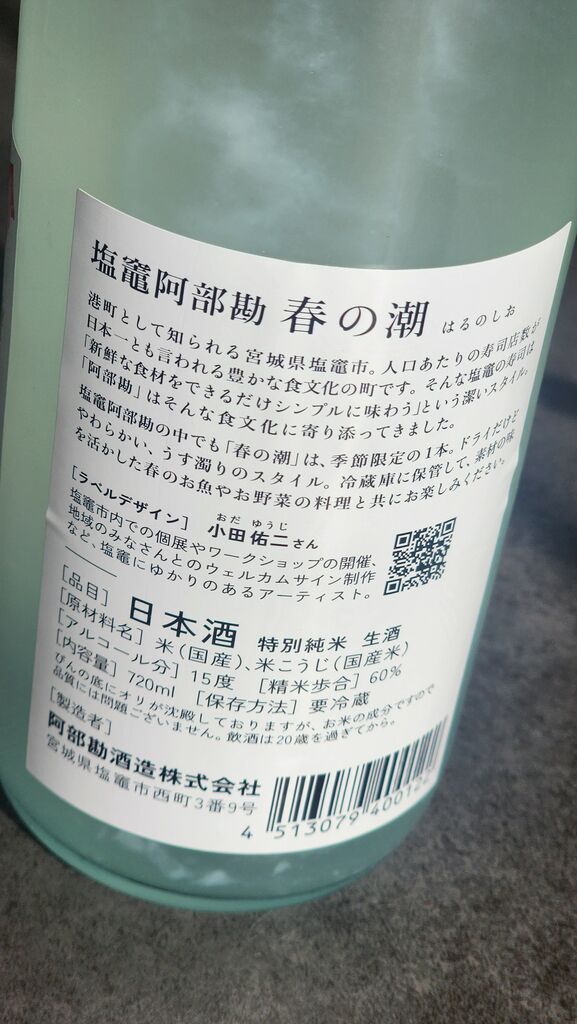 塩竈阿部勘 春の潮 はるのしお
港町として知られる宮城県塩竈市。人口あたりの寿司店数が
日本一とも言われる豊かな食文化の町です。そんな塩竈の寿司は
「新鮮な食材をできるだけシンプルに味わう」という潔いスタイル。
「阿部勘」はそんな食文化に寄り添ってきました。
塩竈阿部勘の中でも「春の潮」は、季節限定の1本。ドライだけど
やわらかい、うす濁りのスタイル。冷蔵庫に保管して、素材の味
を活かした春のお魚やお野菜の料理と共にお楽しみください。
［ラベルデザイン］ 小田佑二さん
おだ ゆうじ
塩竈市内での個展やワークショップの開催、
地域のみなさんとのウェルカムサイン制作
など、塩竈にゆかりのあるアーティスト。
［品目］ 日本酒 特別純米 生酒
［原材料名］ 米（国産）、米こうじ（国産米）
［アルコール分］ 15度 ［精米歩合］ 60%
［内容量］ 720ml ［保存方法］ 要冷蔵
びんの底にオリが沈殿しておりますが、お米の成分ですので
品質には問題ございません。飲酒は20歳を過ぎてから。
［製造者］
阿部勘酒造株式会社
宮城県塩竈市西町3番9号
4 513079 40012